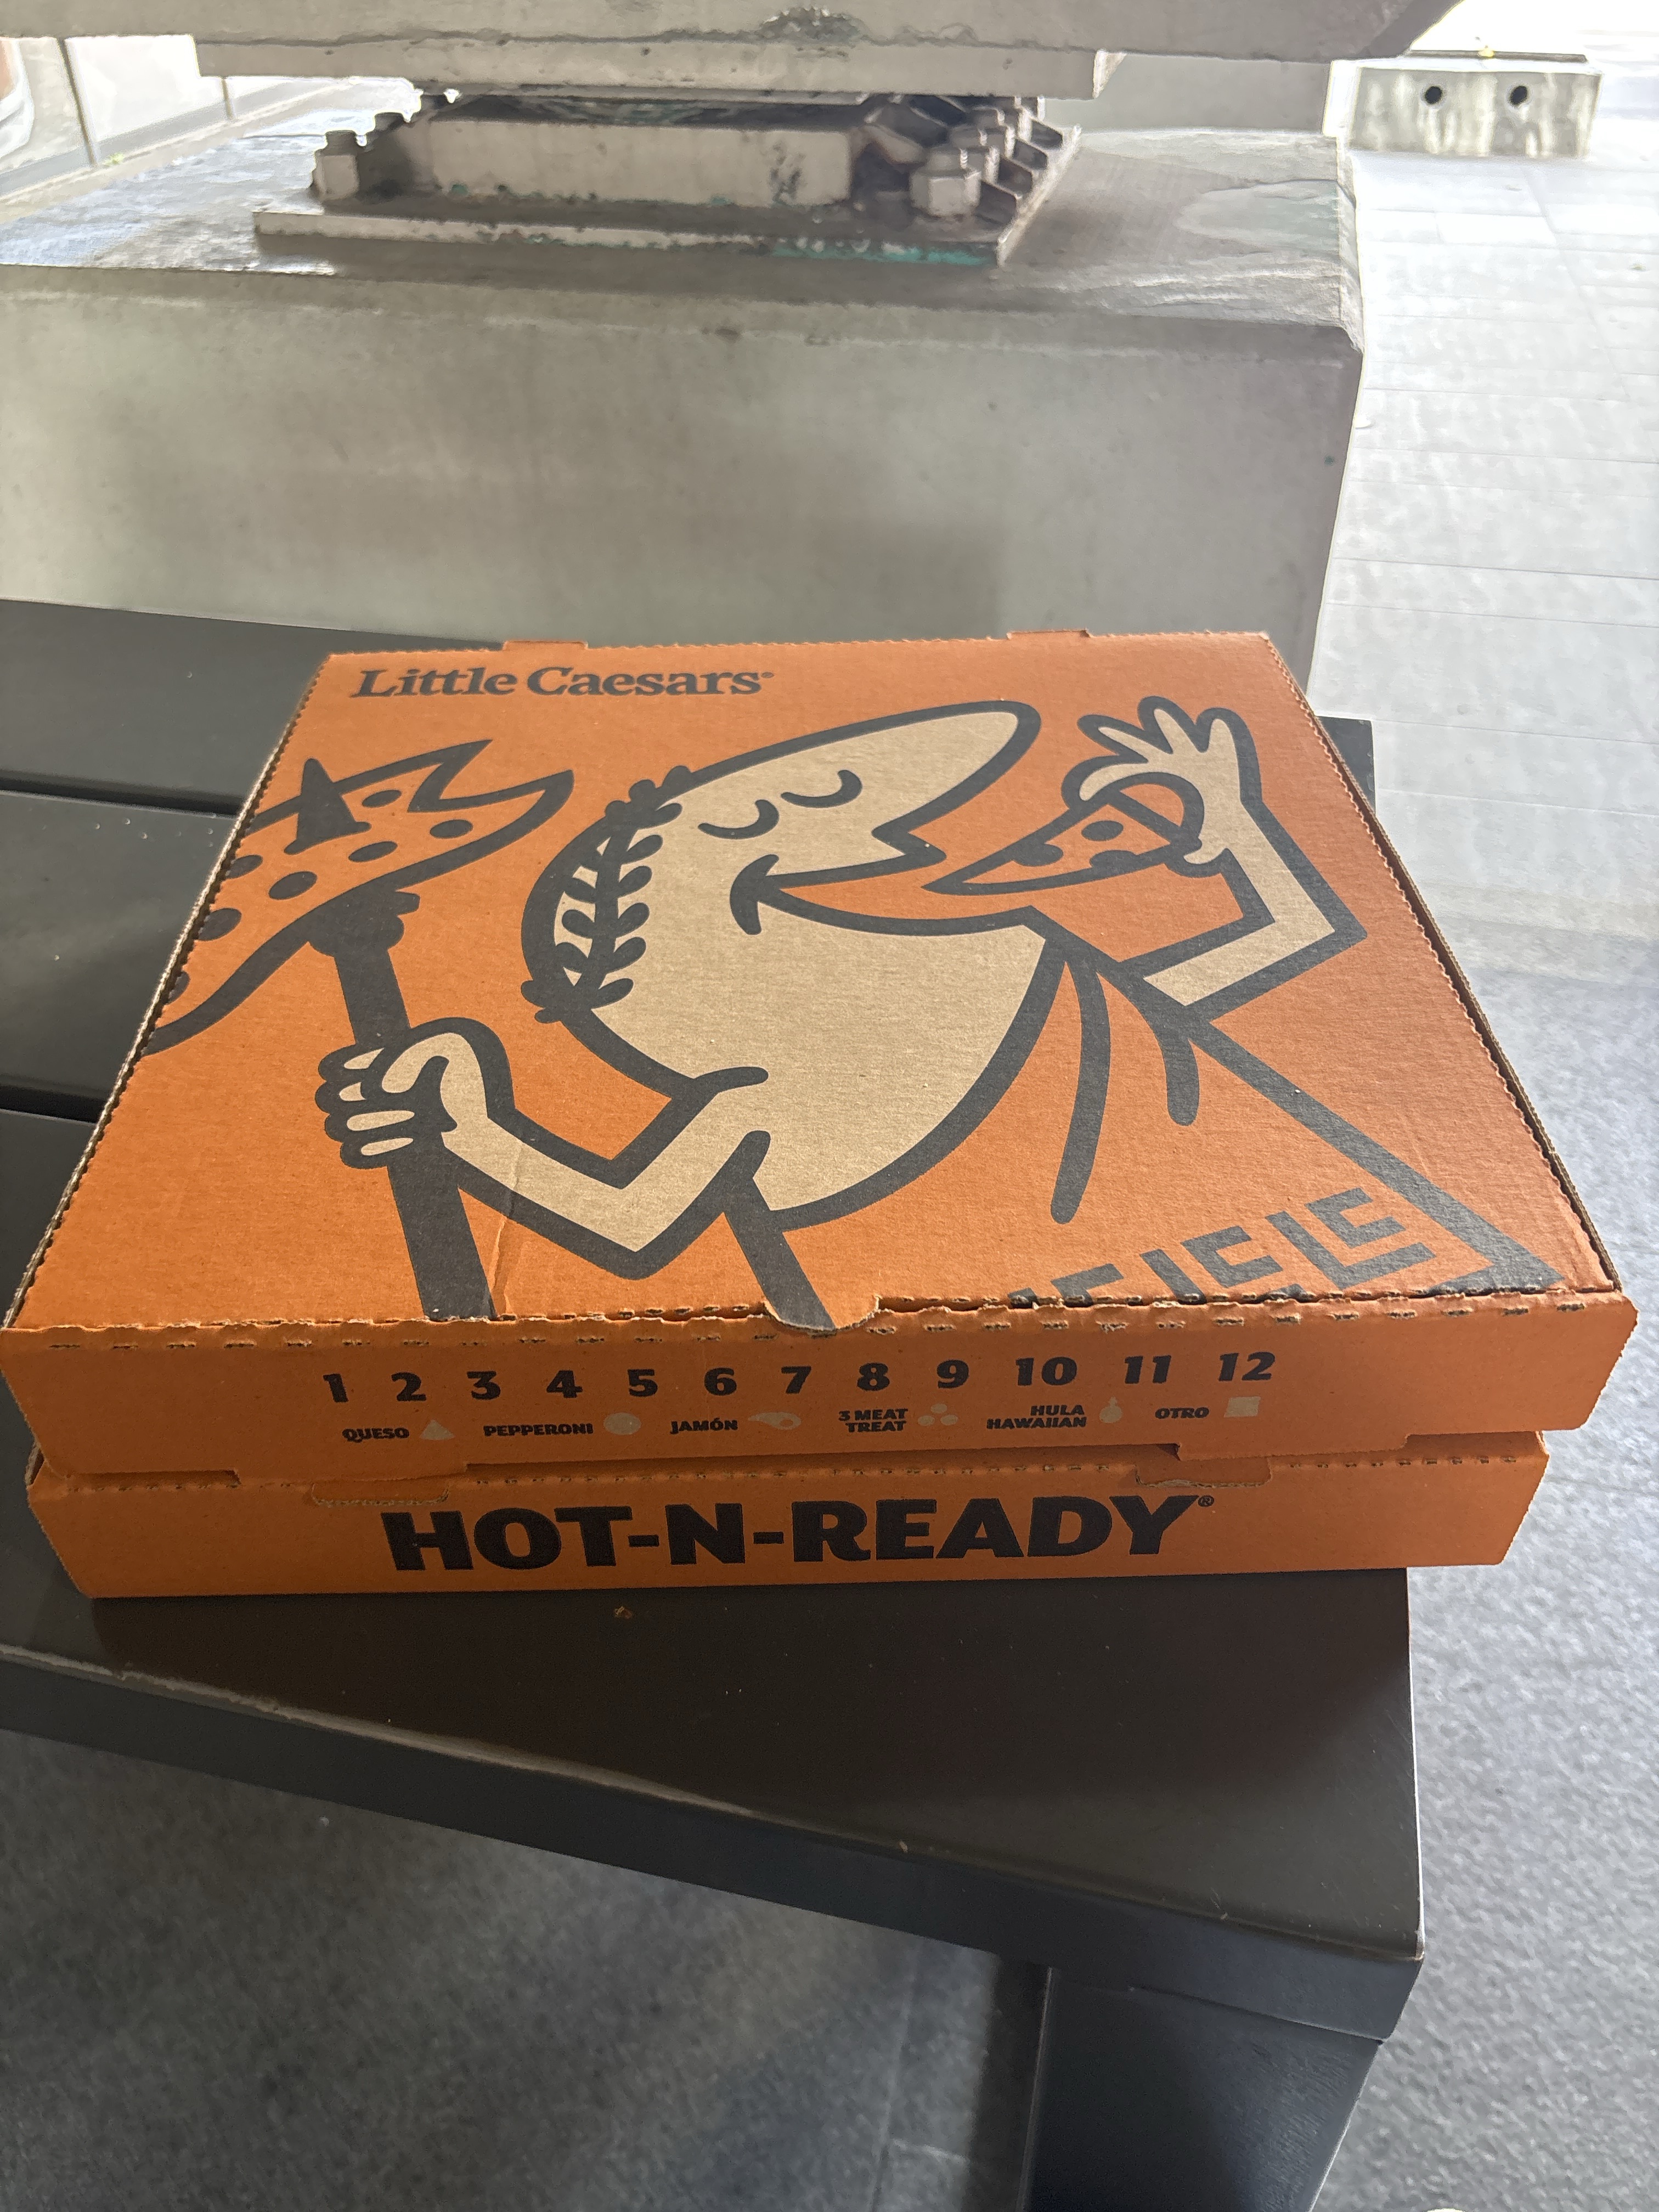 Little Caesars®
1 2 3 4 5 6 7 8 9 10 11 12
QUESO PEPPERONI JAMÓN 3 MEAT TREAT HULA HAWAIIAN OTRO
HOT-N-READY®